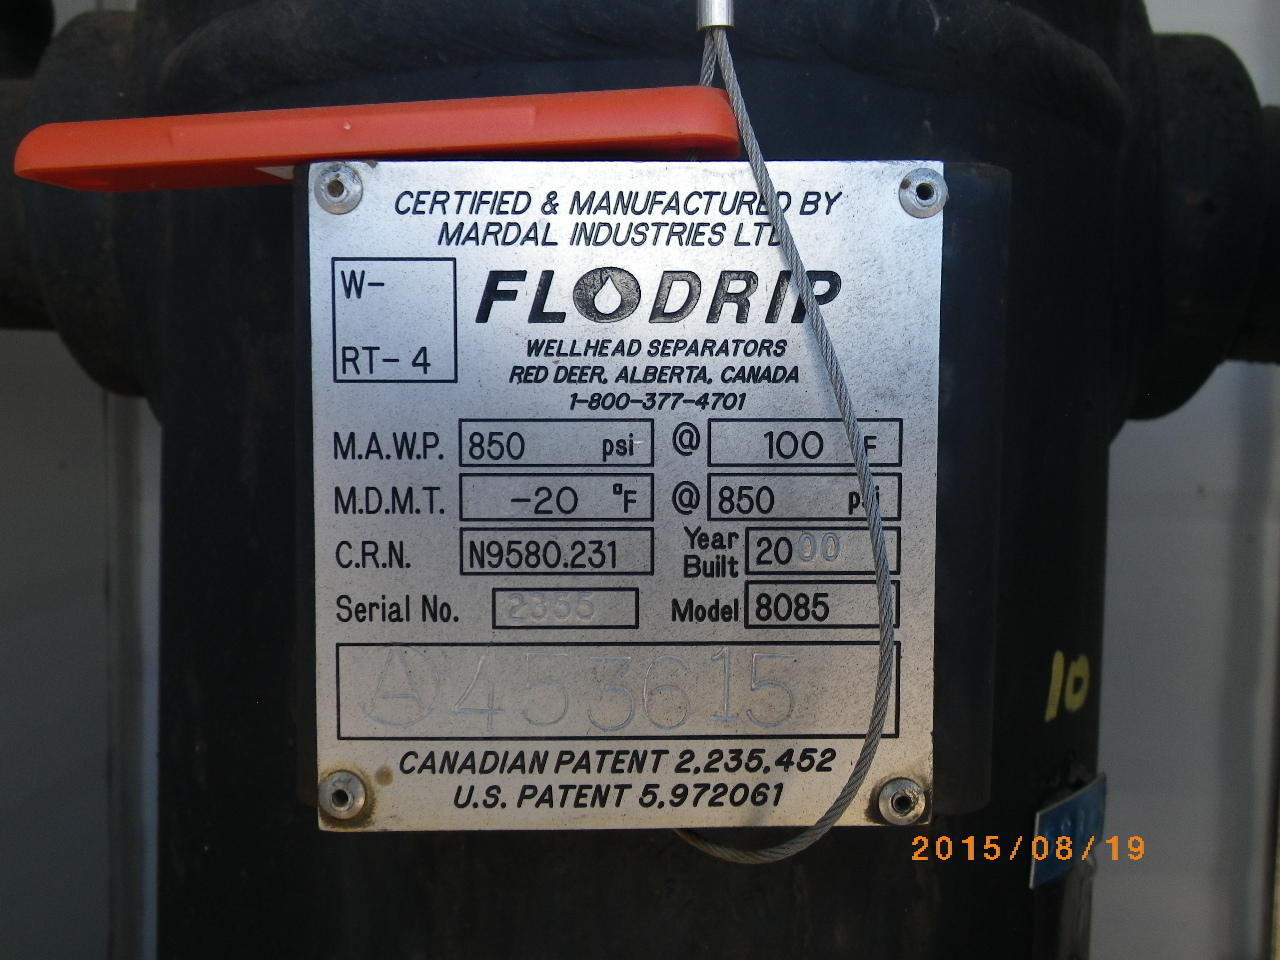 CERTIFIED & MANUFACTURED BY
MARDAL INDUSTRIES LTD
W-
RT-4
FLODRIP
WELLHEAD SEPARATORS
RED DEER, ALBERTA, CANADA
1-800-377-4701
M.A.W.P. 850 psi @ 100 F
M.D.M.T. -20 °F @ 850 psi
C.R.N. N9580.231 Year Built 2000
Serial No. 2355 Model 8085
A 453615
CANADIAN PATENT 2,235,452
U.S. PATENT 5,972061
10
2015/08/19